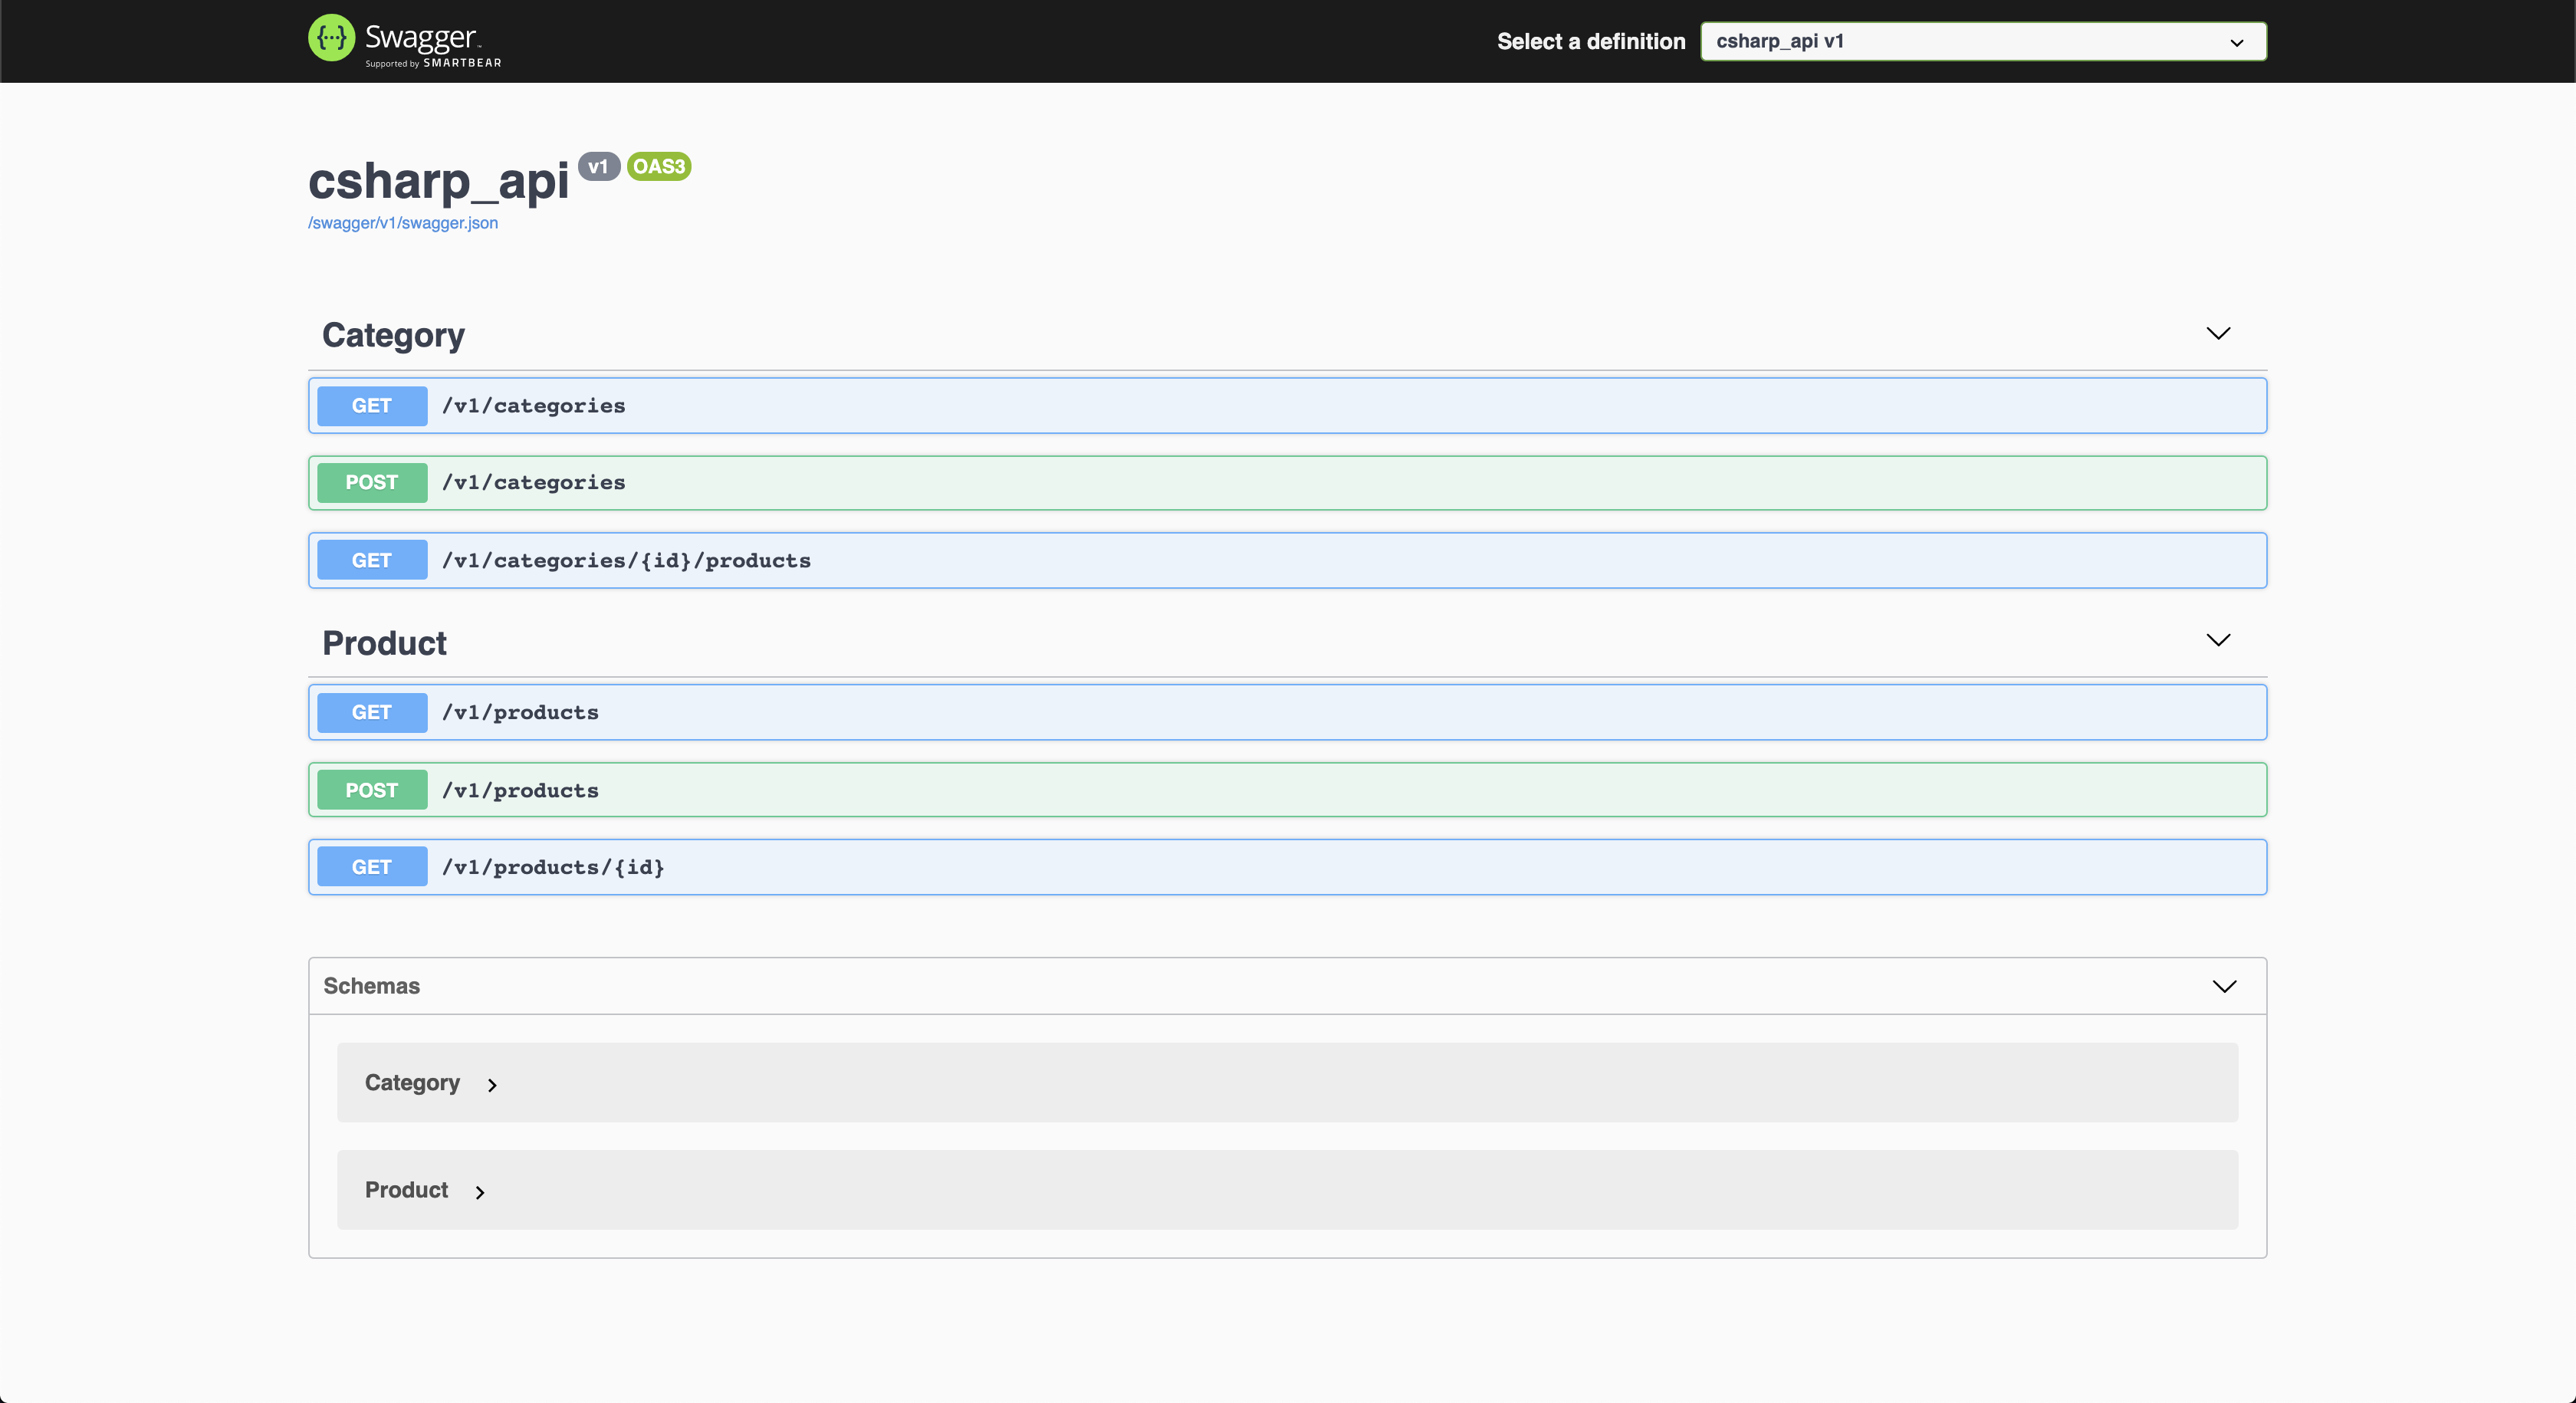 Swagger™
Supported by SMARTBEAR
Select a definition
csharp_api v1
csharp_api v1 OAS3
/swagger/v1/swagger.json
Category
GET /v1/categories
POST /v1/categories
GET /v1/categories/{id}/products
Product
GET /v1/products
POST /v1/products
GET /v1/products/{id}
Schemas
Category
Product